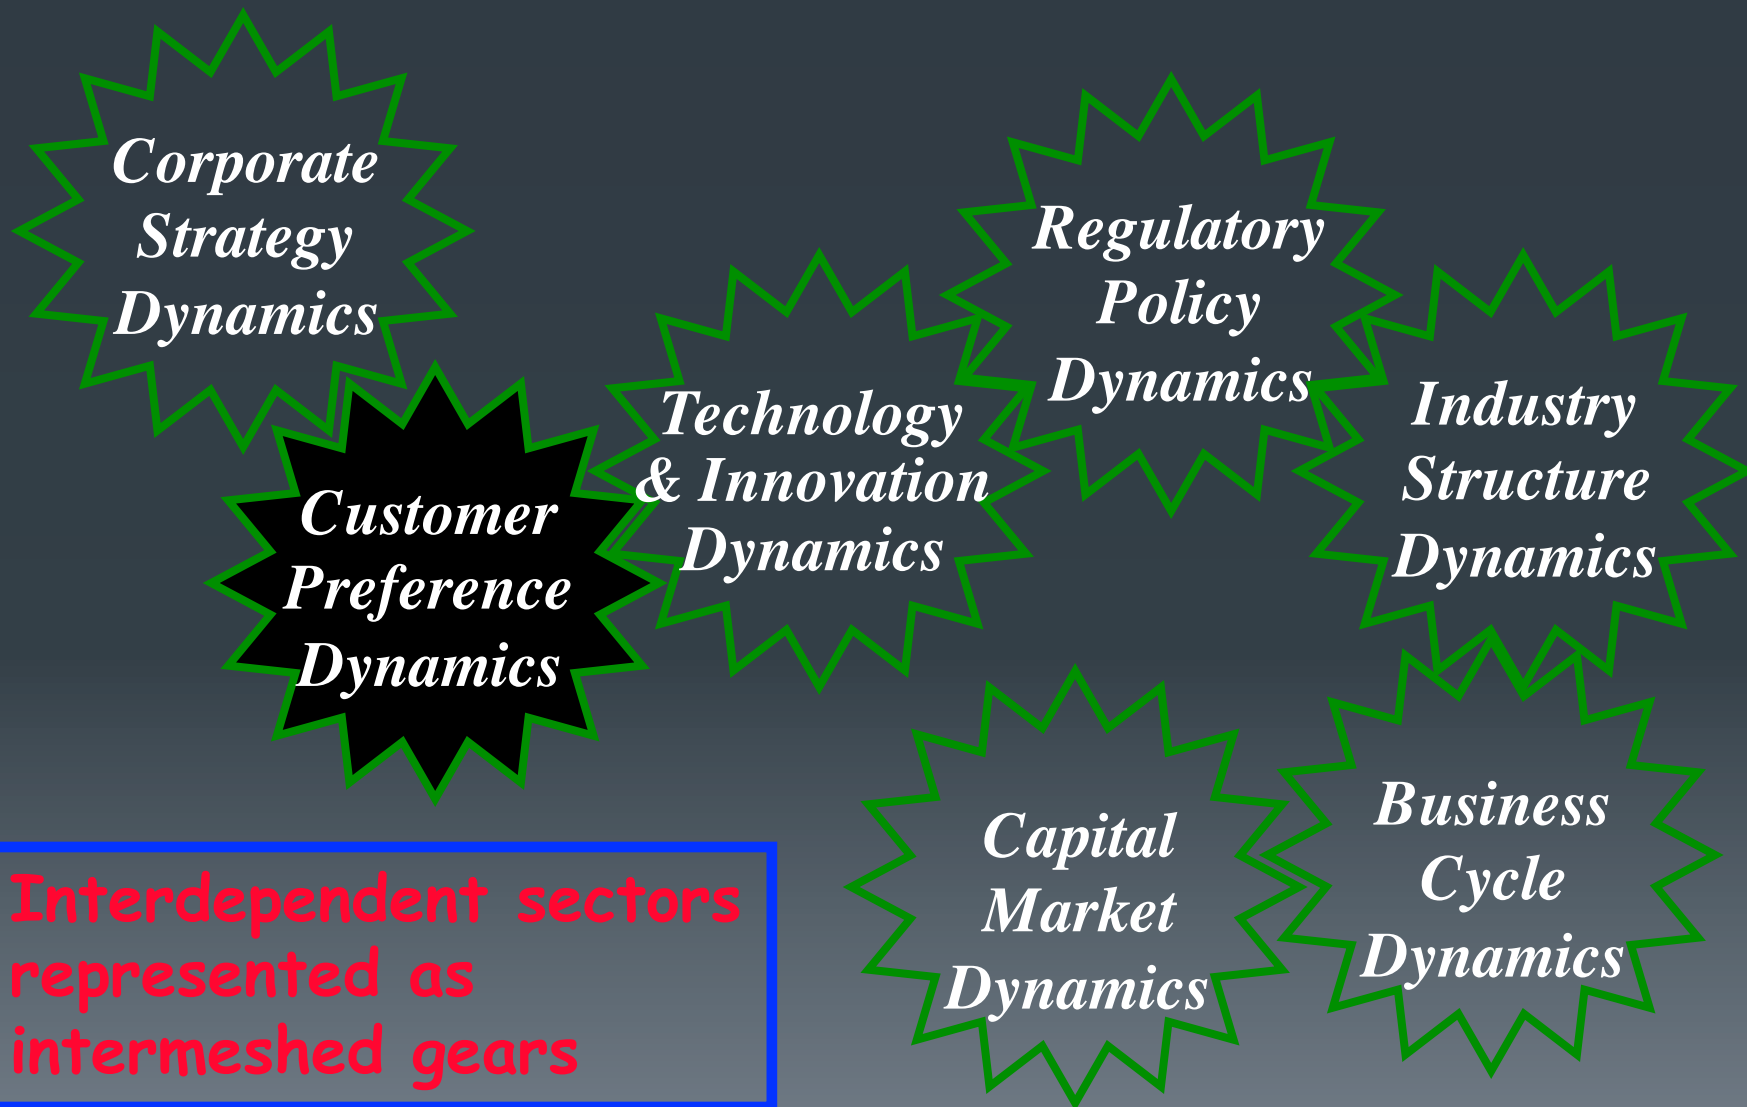 Corporate
Strategy
Dynamics
Customer
Preference
Dynamics
Technology
& Innovation
Dynamics
Regulatory
Policy
Dynamics
Industry
Structure
Dynamics
Capital
Market
Dynamics
Business
Cycle
Dynamics
Interdependent sectors
represented as
intermeshed gears